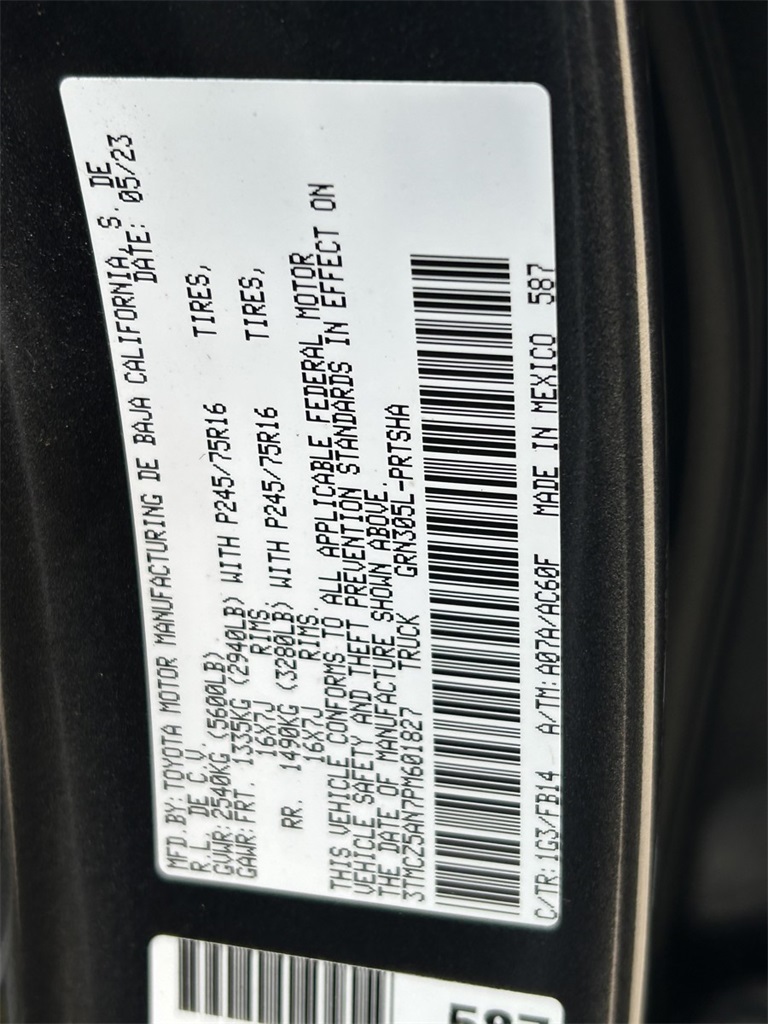 MFD.BY:TOYOTA MOTOR MANUFACTURING DE BAJA CALIFORNIA, S. DE
R.L. DE C.V. DATE: 05/23
GVWR:2540KG (5600LB)
GAWR:FRT. 1335KG (2940LB) WITH P245/75R16 TIRES,
16X7J RIMS.
RR. 1490KG (3280LB) WITH P245/75R16 TIRES,
16X7J RIMS.
THIS VEHICLE CONFORMS TO ALL APPLICABLE FEDERAL MOTOR
VEHICLE SAFETY AND THEFT PREVENTION STANDARDS IN EFFECT ON
THE DATE OF MANUFACTURE SHOWN ABOVE.
3TMCZ5AN7PM601827 TRUCK GRN305L-PRTSHA
C/TR:1G3/FB14 A/TM:A07A/AC60F MADE IN MEXICO 587
587